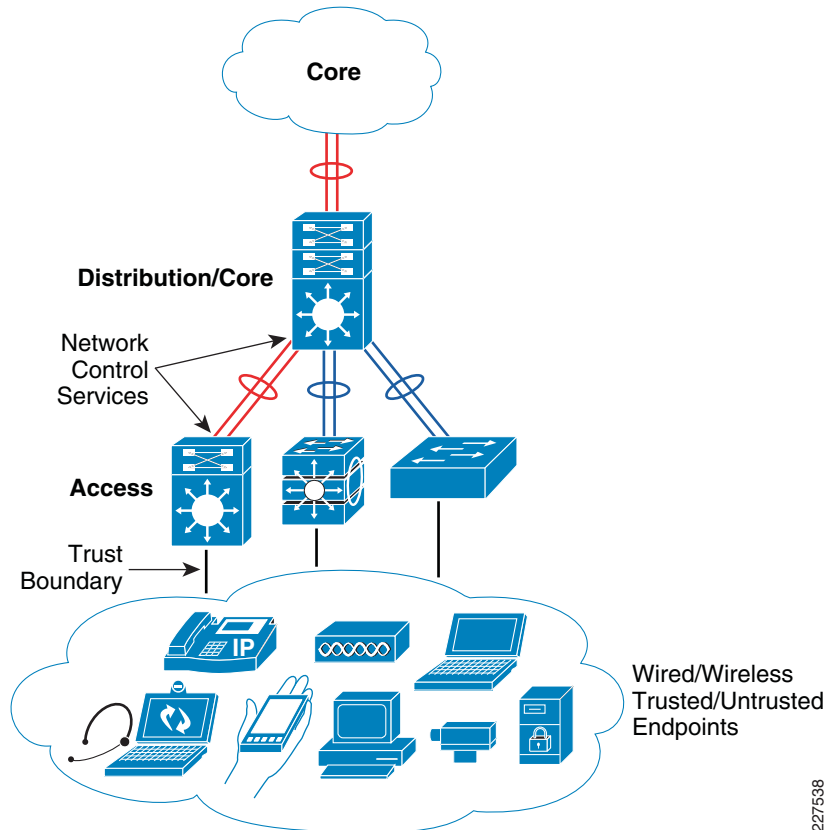 Core
Distribution/Core
Network
Control
Services
Access
Trust
Boundary
IP
Wired/Wireless
Trusted/Untrusted
Endpoints
227538